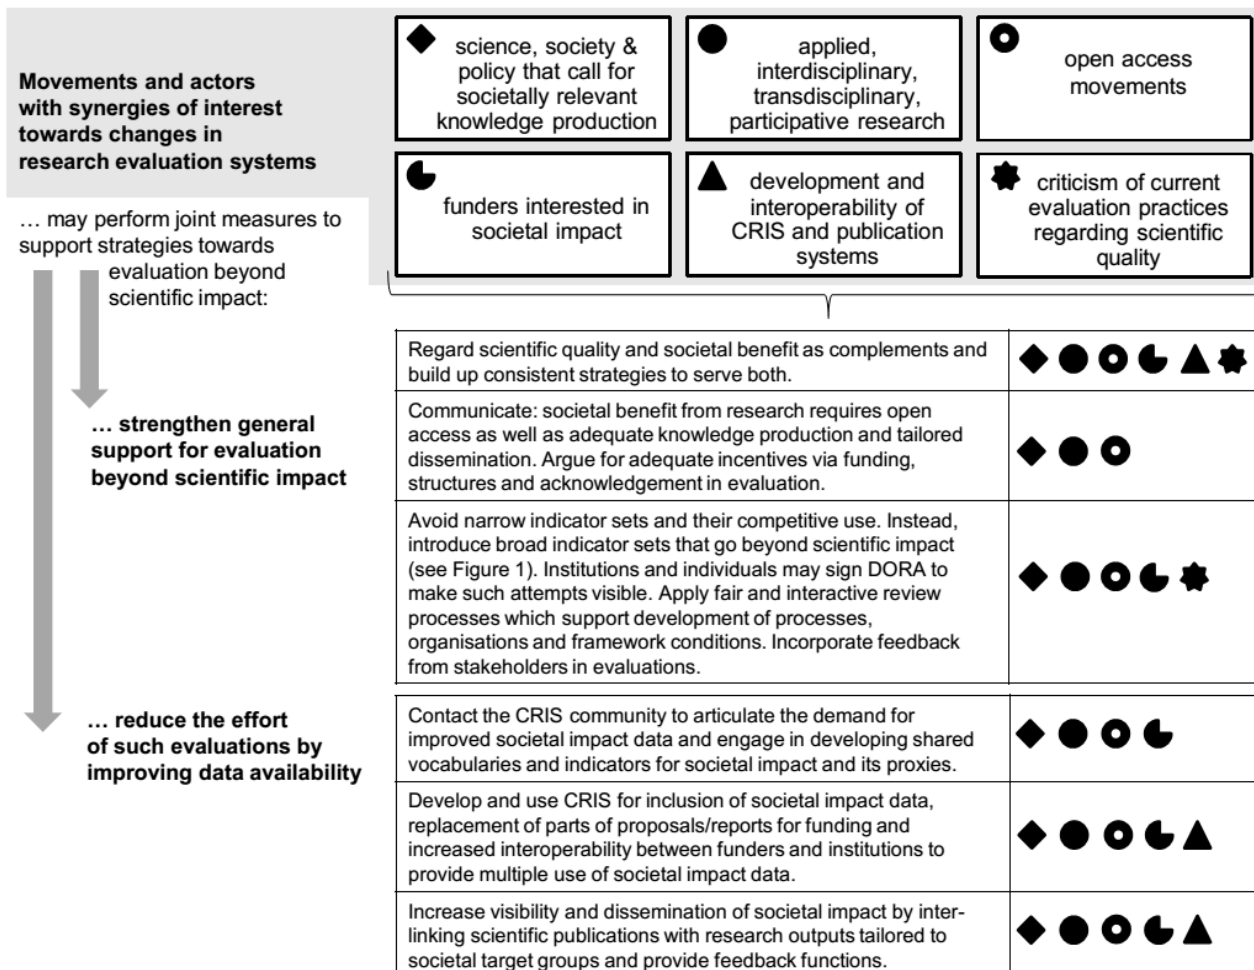 Movements and actors
with synergies of interest
towards changes in
research evaluation systems
science, society &
policy that call for
societally relevant
knowledge production
applied,
interdisciplinary,
transdisciplinary,
participative research
open access
movements
funders interested in
societal impact
development and
interoperability of
CRIS and publication
systems
criticism of current
evaluation practices
regarding scientific
quality
… may perform joint measures to
support strategies towards
evaluation beyond
scientific impact:
… strengthen general
support for evaluation
beyond scientific impact
Regard scientific quality and societal benefit as complements and
build up consistent strategies to serve both.
Communicate: societal benefit from research requires open
access as well as adequate knowledge production and tailored
dissemination. Argue for adequate incentives via funding,
structures and acknowledgement in evaluation.
Avoid narrow indicator sets and their competitive use. Instead,
introduce broad indicator sets that go beyond scientific impact
(see Figure 1). Institutions and individuals may sign DORA to
make such attempts visible. Apply fair and interactive review
processes which support development of processes,
organisations and framework conditions. Incorporate feedback
from stakeholders in evaluations.
… reduce the effort
of such evaluations by
improving data availability
Contact the CRIS community to articulate the demand for
improved societal impact data and engage in developing shared
vocabularies and indicators for societal impact and its proxies.
Develop and use CRIS for inclusion of societal impact data,
replacement of parts of proposals/reports for funding and
increased interoperability between funders and institutions to
provide multiple use of societal impact data.
Increase visibility and dissemination of societal impact by inter-
linking scientific publications with research outputs tailored to
societal target groups and provide feedback functions.